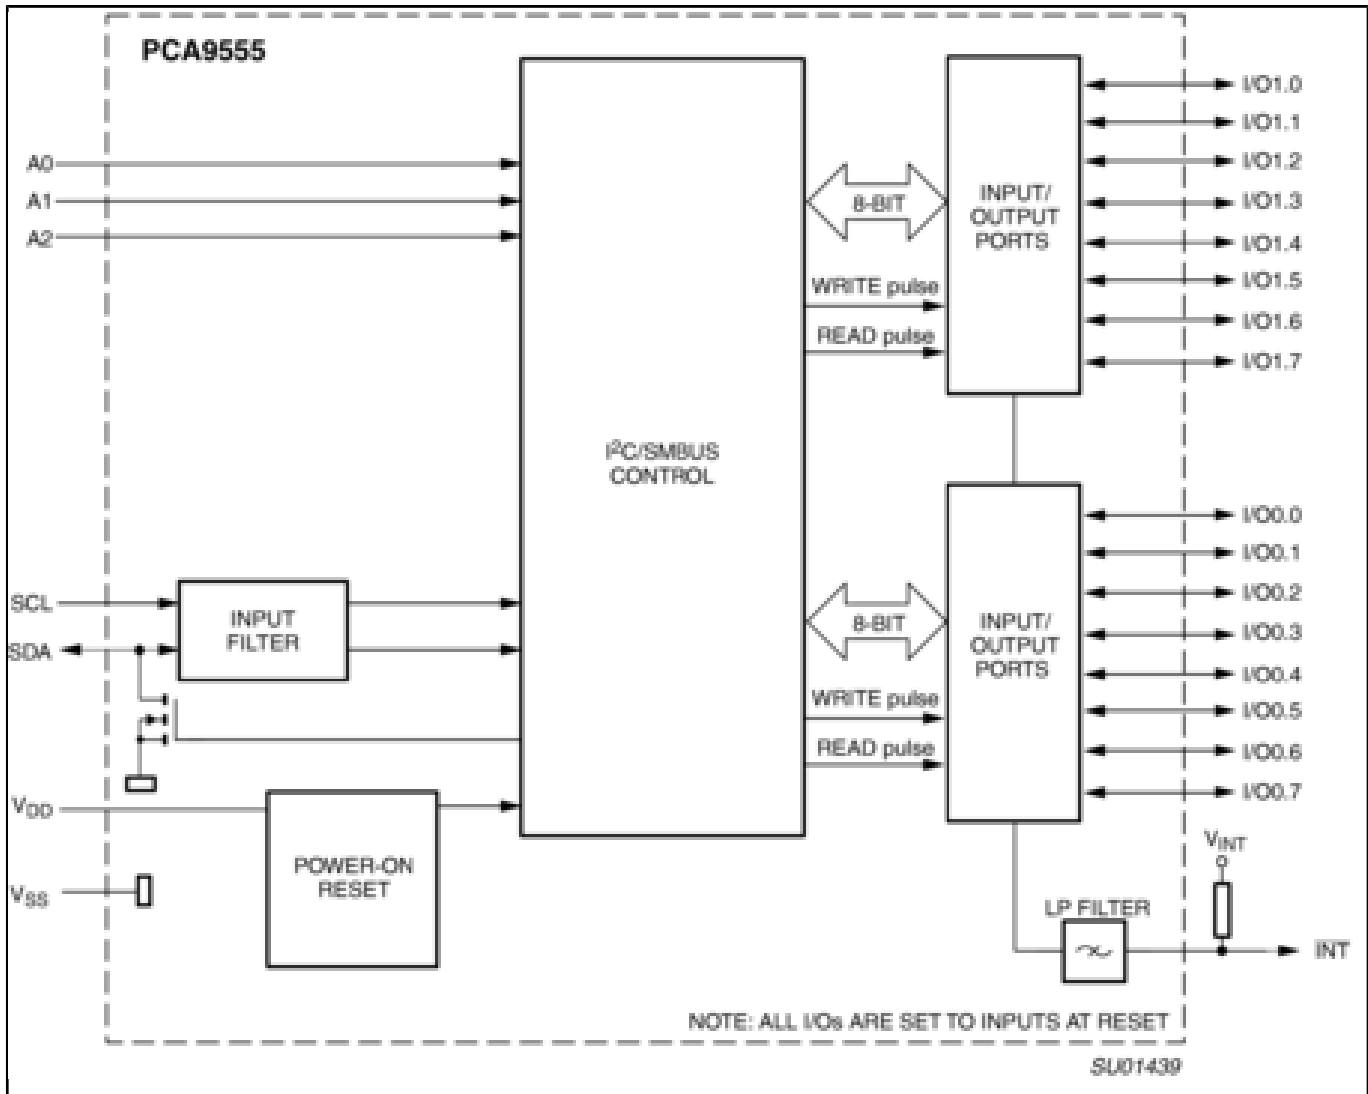 PCA9555
A0
A1
A2
SCL
SDA
VDD
VSS
INPUT
FILTER
POWER-ON
RESET
I²C/SMBUS
CONTROL
8-BIT
WRITE pulse
READ pulse
INPUT/
OUTPUT
PORTS
I/O1.0
I/O1.1
I/O1.2
I/O1.3
I/O1.4
I/O1.5
I/O1.6
I/O1.7
8-BIT
WRITE pulse
READ pulse
INPUT/
OUTPUT
PORTS
I/O0.0
I/O0.1
I/O0.2
I/O0.3
I/O0.4
I/O0.5
I/O0.6
I/O0.7
VINT
LP FILTER
INT
NOTE: ALL I/Os ARE SET TO INPUTS AT RESET
SU01439